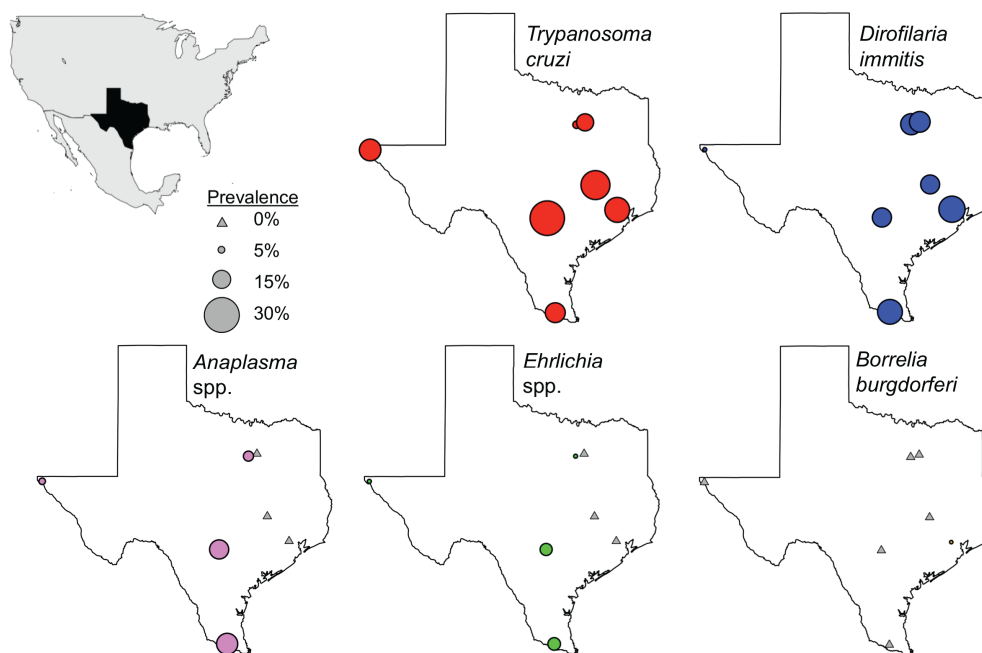 Trypanosoma
cruzi
Dirofilaria
immitis
Prevalence
0%
5%
15%
30%
Anaplasma
spp.
Ehrlichia
spp.
Borrelia
burgdorferi